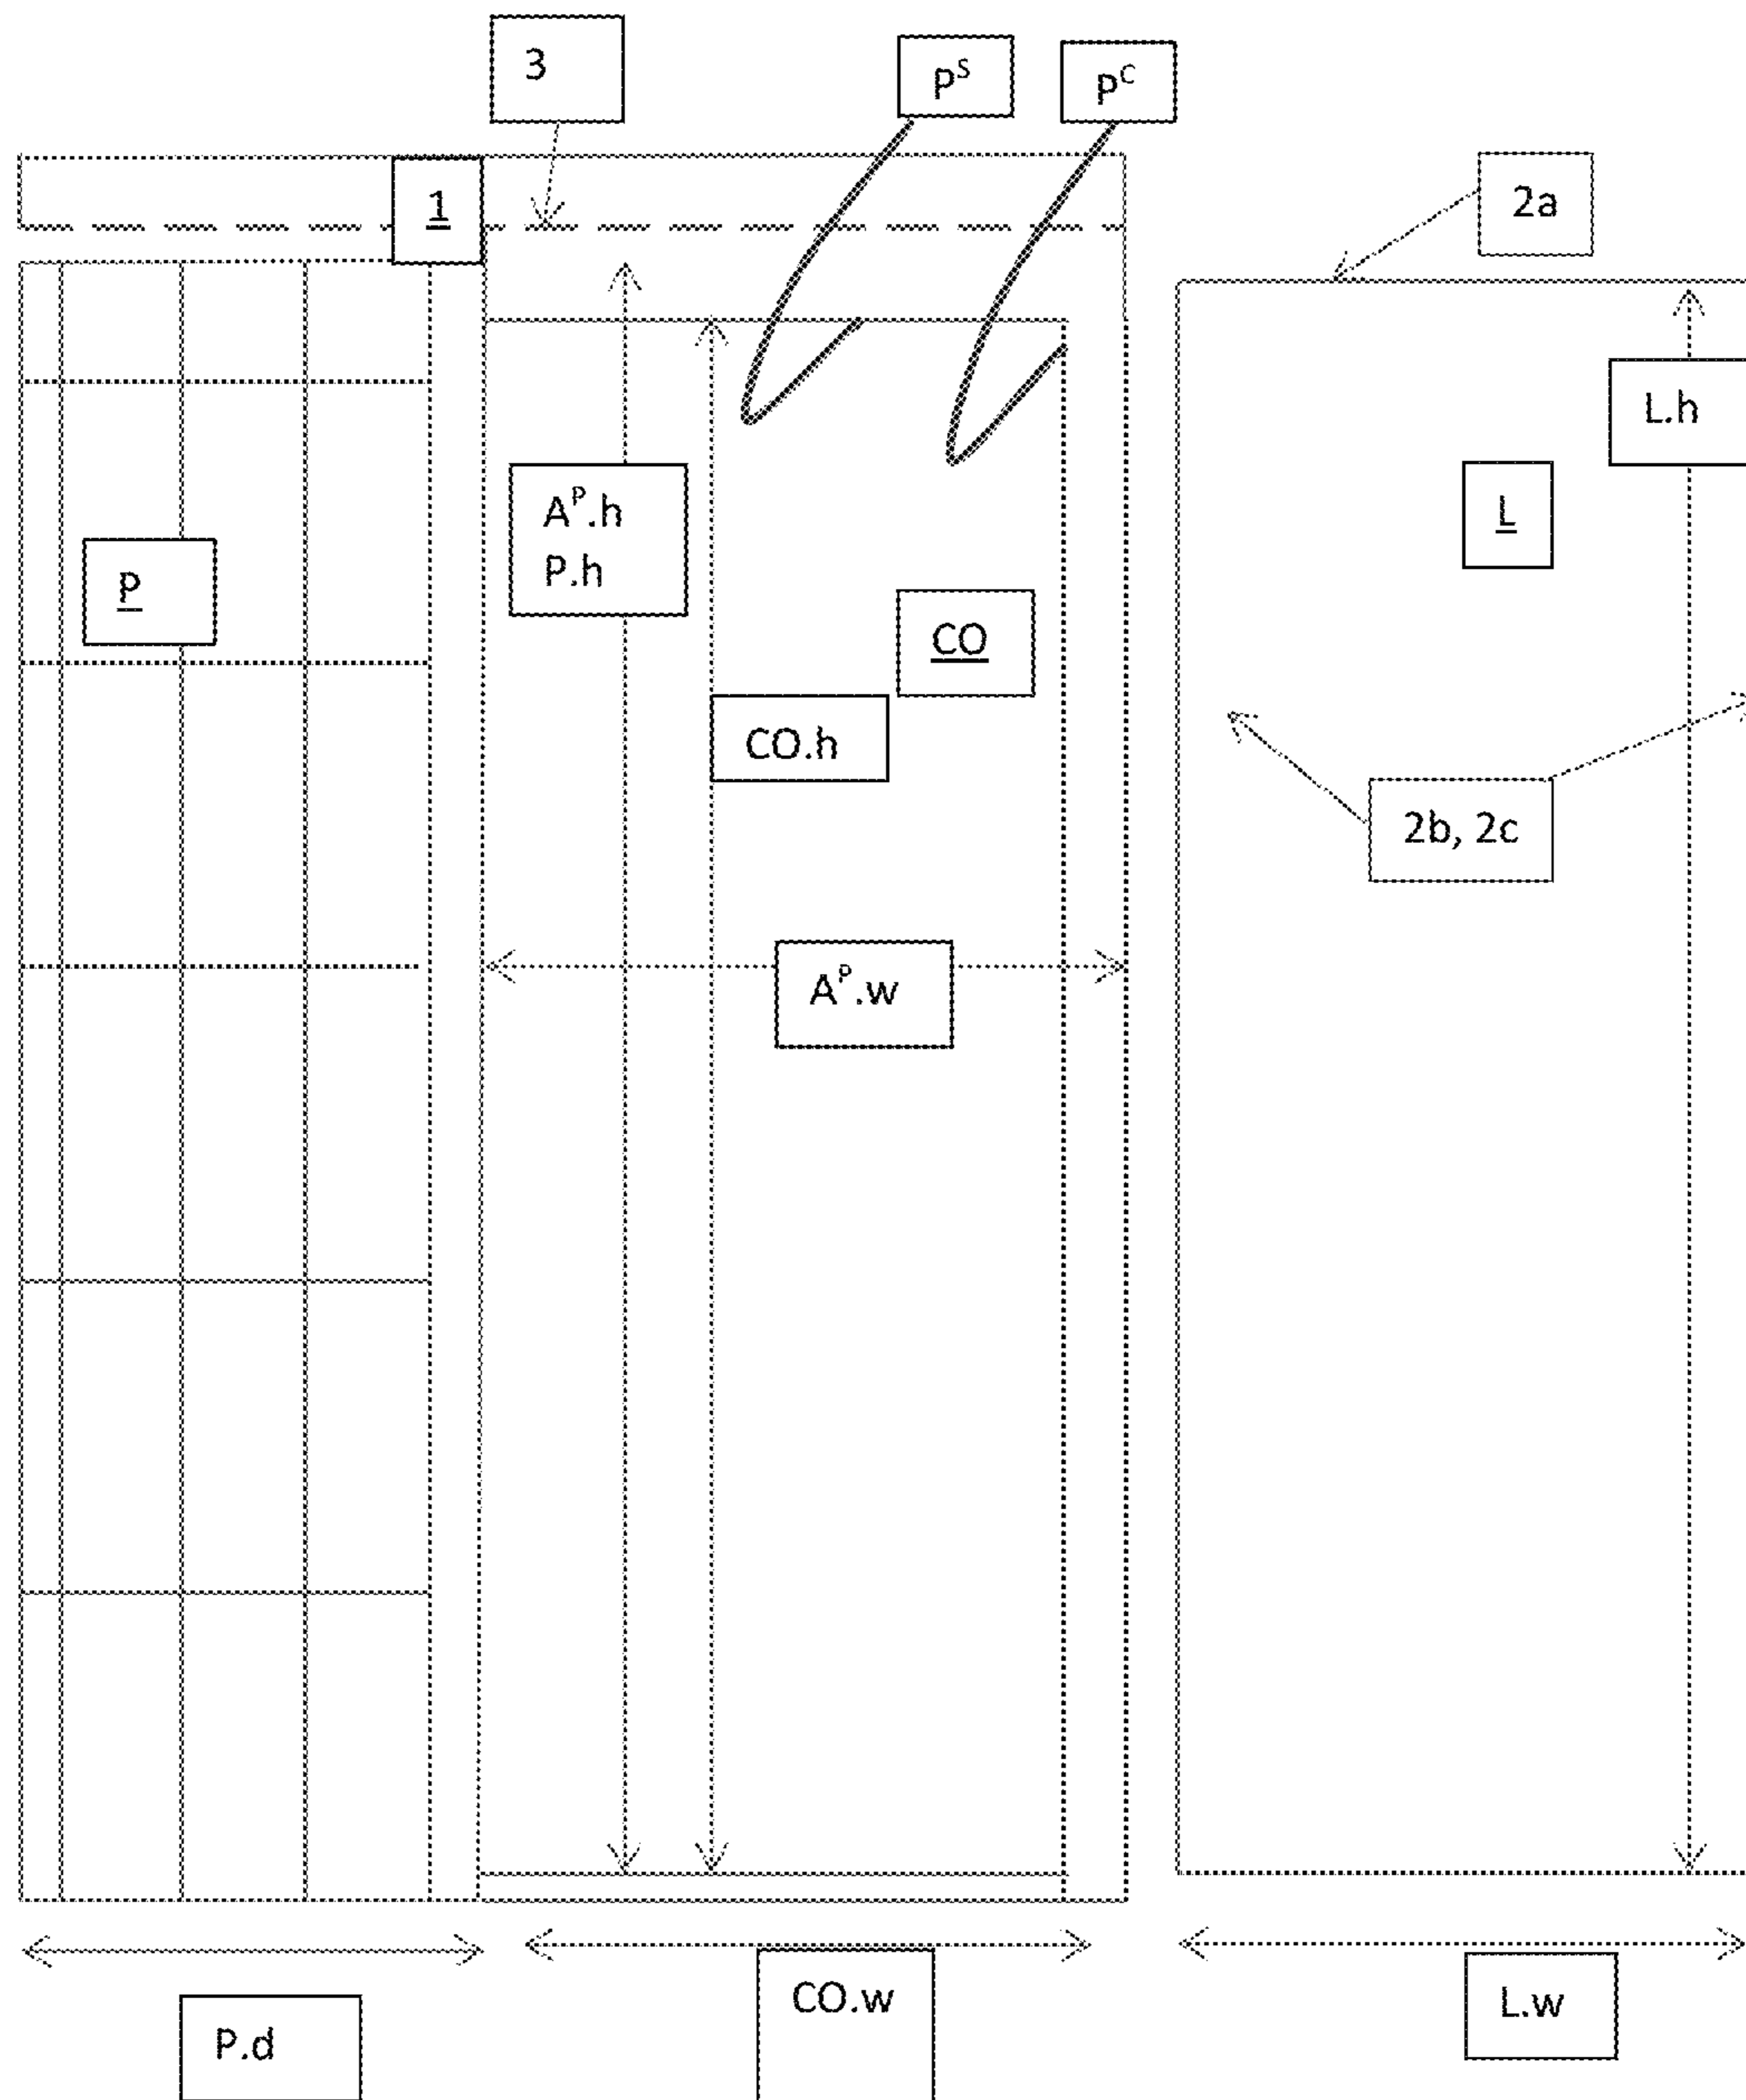 3
P^S
P^C
1
2a
L.h
L
A^P.h
P.h
P
CO
CO.h
2b, 2c
A^P.w
CO.w
L.w
P.d